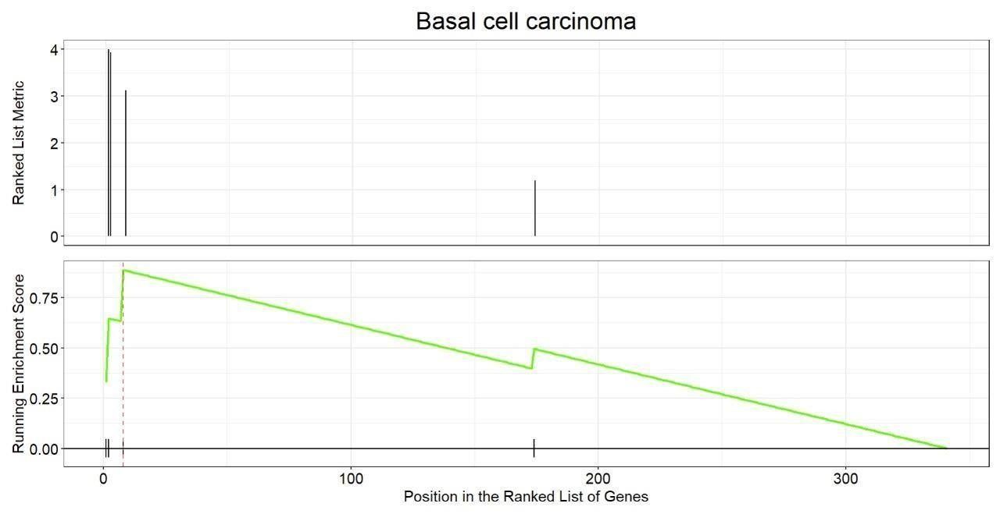 Basal cell carcinoma
Ranked List Metric
4
3
2
1
0
Running Enrichment Score
0.75
0.50
0.25
0.00
0 100 200 300
Position in the Ranked List of Genes